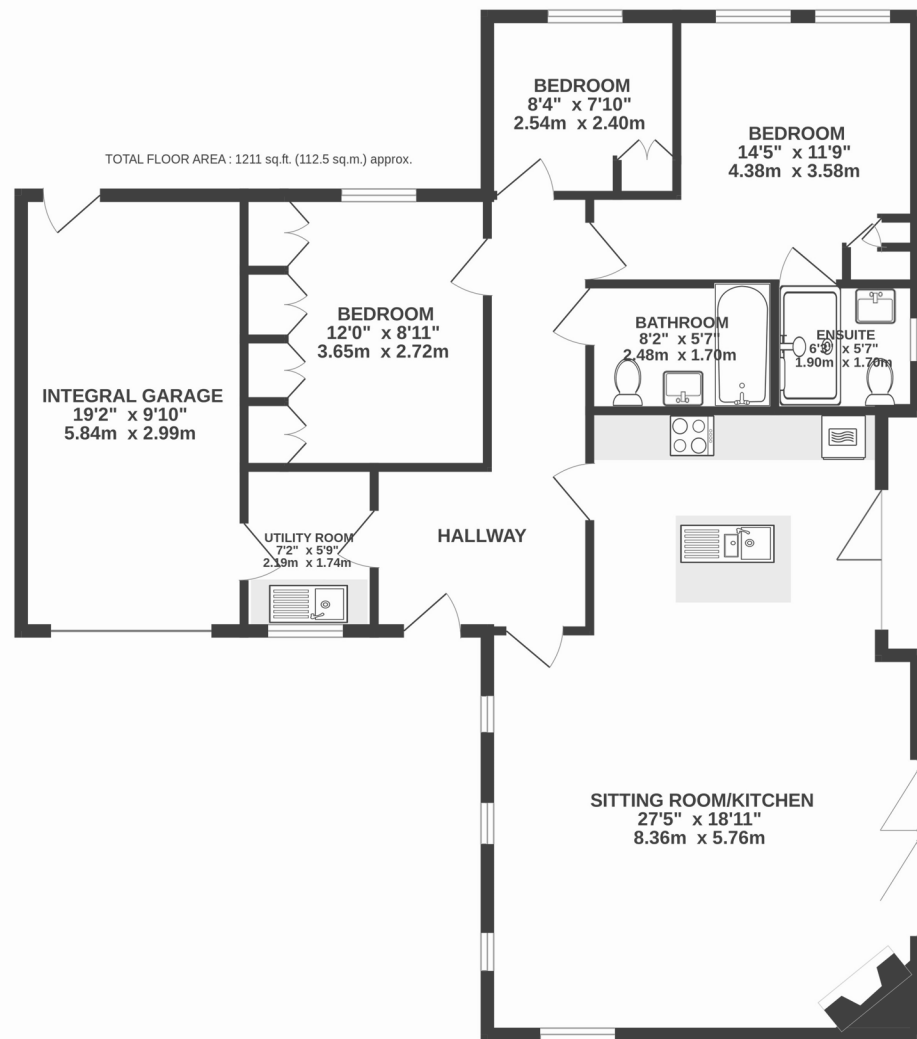 BEDROOM
8'4" x 7'10"
2.54m x 2.40m
BEDROOM
14'5" x 11'9"
4.38m x 3.58m
TOTAL FLOOR AREA : 1211 sq.ft. (112.5 sq.m.) approx.
BEDROOM
12'0" x 8'11"
3.65m x 2.72m
BATHROOM
8'2" x 5'7"
2.48m x 1.70m
ENSUITE
x 5'7"
1.90m x 1.70m
INTEGRAL GARAGE
19'2" x 9'10"
5.84m x 2.99m
UTILITY ROOM
7'2" x 5'9"
2.19m x 1.74m
HALLWAY
SITTING ROOM/KITCHEN
27'5" x 18'11"
8.36m x 5.76m